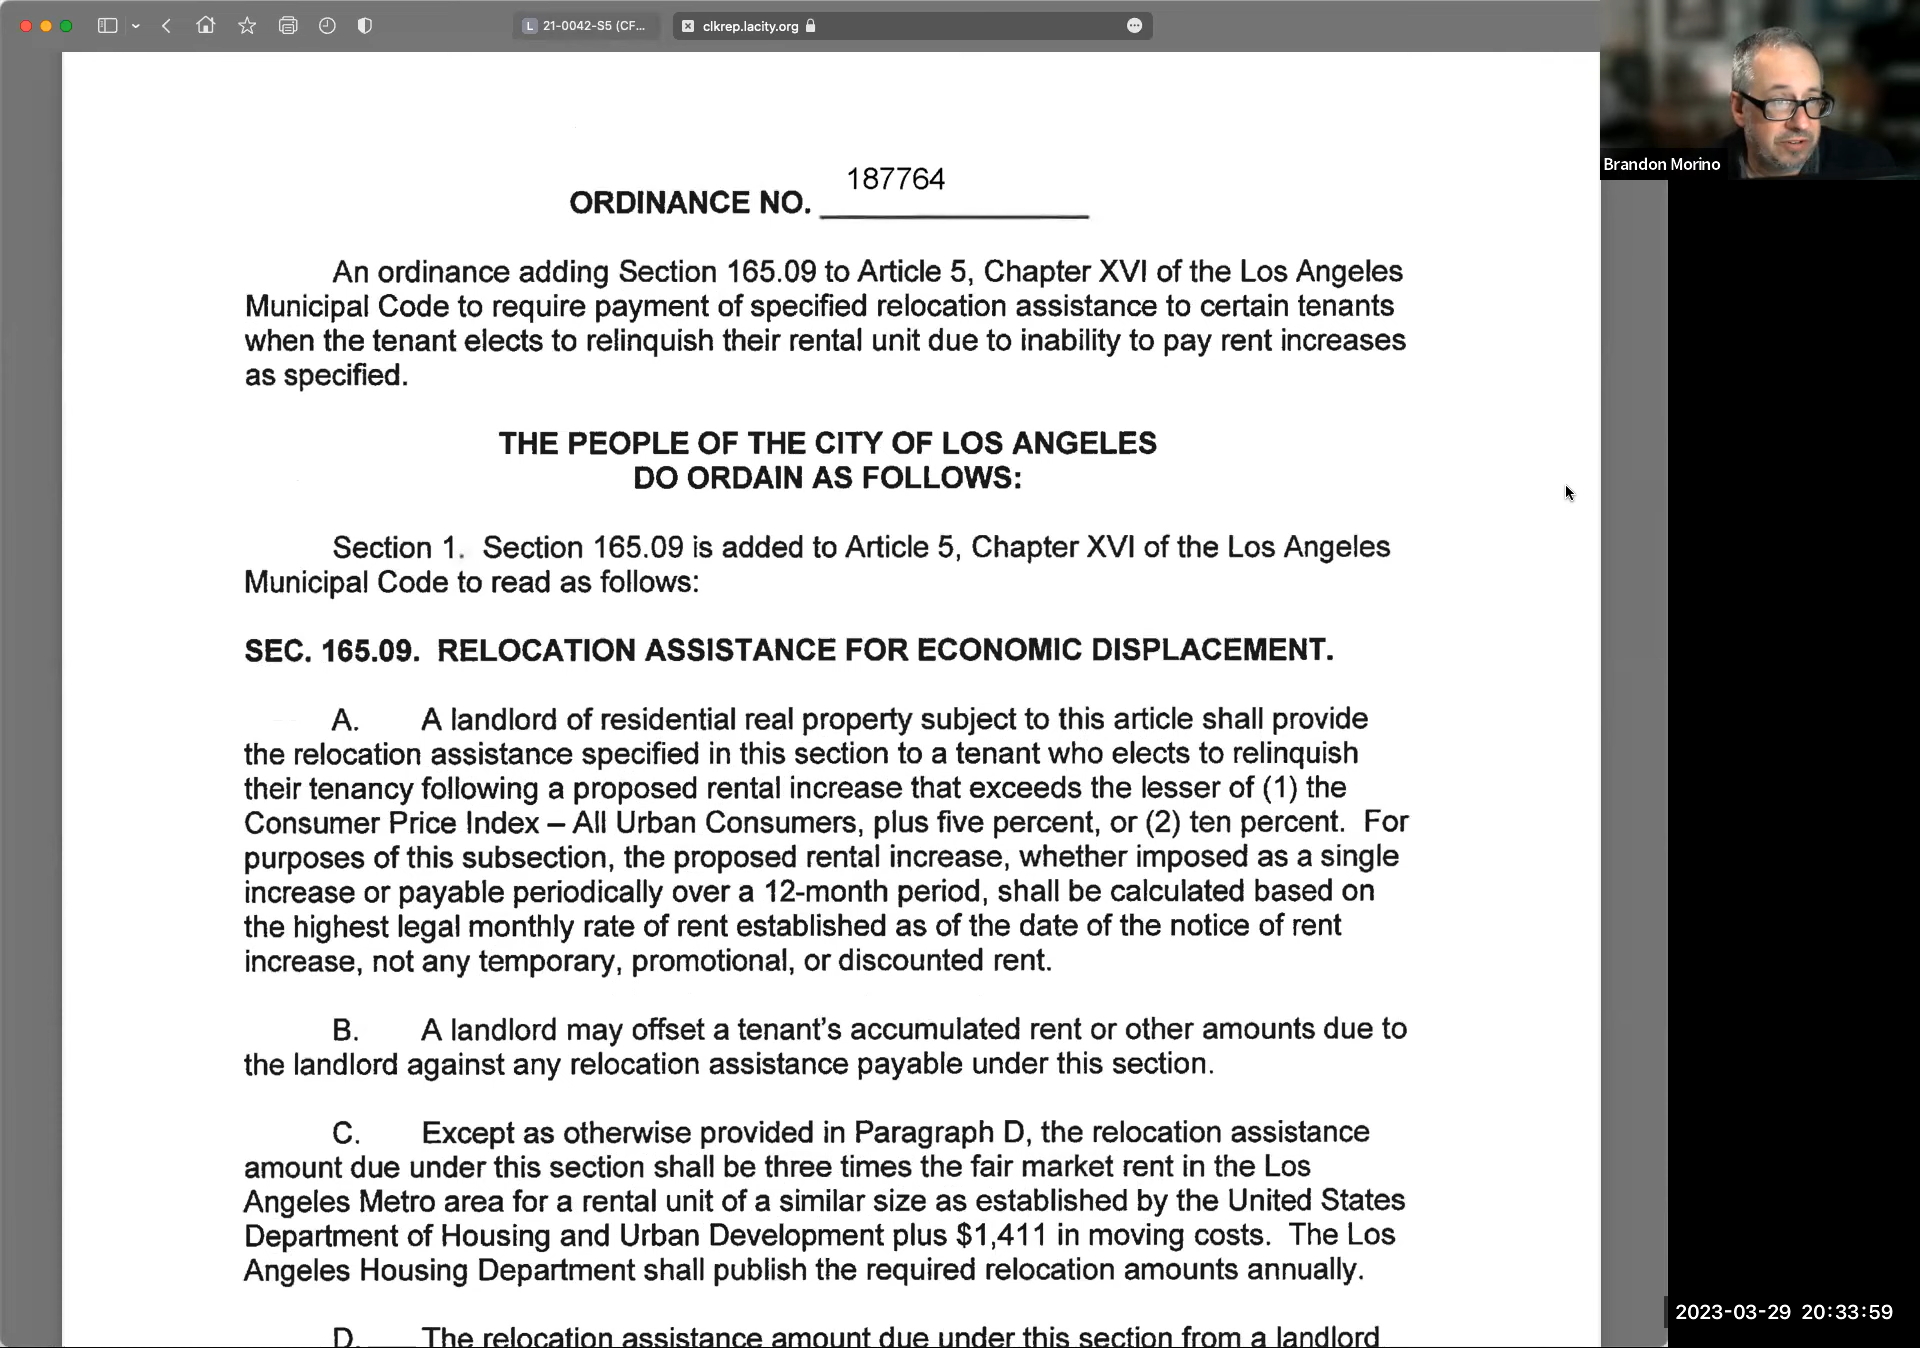 21-0042-S5 (CF...
clkrep.lacity.org
Brandon Morino
187764
ORDINANCE NO.
An ordinance adding Section 165.09 to Article 5, Chapter XVI of the Los Angeles
Municipal Code to require payment of specified relocation assistance to certain tenants
when the tenant elects to relinquish their rental unit due to inability to pay rent increases
as specified.
THE PEOPLE OF THE CITY OF LOS ANGELES
DO ORDAIN AS FOLLOWS:
Section 1. Section 165.09 is added to Article 5, Chapter XVI of the Los Angeles
Municipal Code to read as follows:
SEC. 165.09. RELOCATION ASSISTANCE FOR ECONOMIC DISPLACEMENT.
A. A landlord of residential real property subject to this article shall provide
the relocation assistance specified in this section to a tenant who elects to relinquish
their tenancy following a proposed rental increase that exceeds the lesser of (1) the
Consumer Price Index – All Urban Consumers, plus five percent, or (2) ten percent. For
purposes of this subsection, the proposed rental increase, whether imposed as a single
increase or payable periodically over a 12-month period, shall be calculated based on
the highest legal monthly rate of rent established as of the date of the notice of rent
increase, not any temporary, promotional, or discounted rent.
B. A landlord may offset a tenant's accumulated rent or other amounts due to
the landlord against any relocation assistance payable under this section.
C. Except as otherwise provided in Paragraph D, the relocation assistance
amount due under this section shall be three times the fair market rent in the Los
Angeles Metro area for a rental unit of a similar size as established by the United States
Department of Housing and Urban Development plus $1,411 in moving costs. The Los
Angeles Housing Department shall publish the required relocation amounts annually.
D. The relocation assistance amount due under this section from a landlord
2023-03-29 20:33:59